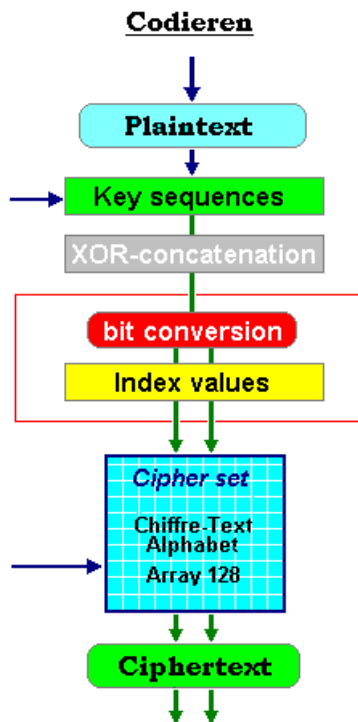 Codieren
Plaintext
Key sequences
XOR-concatenation
bit conversion
Index values
Cipher set
Chiffre-Text
Alphabet
Array 128
Ciphertext